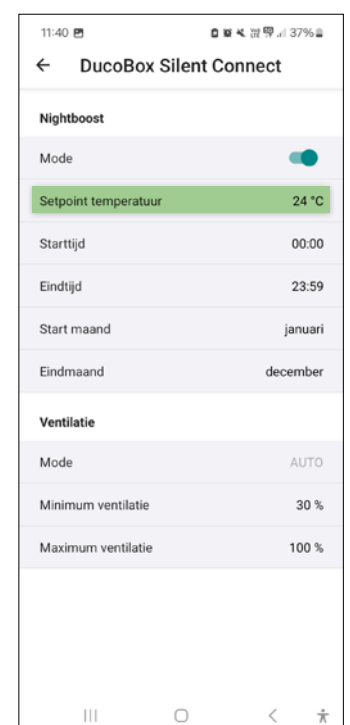 11:40 37%
← DucoBox Silent Connect
Nightboost
Mode
Setpoint temperatuur 24 °C
Starttijd 00:00
Eindtijd 23:59
Start maand januari
Eindmaand december
Ventilatie
Mode AUTO
Minimum ventilatie 30 %
Maximum ventilatie 100 %